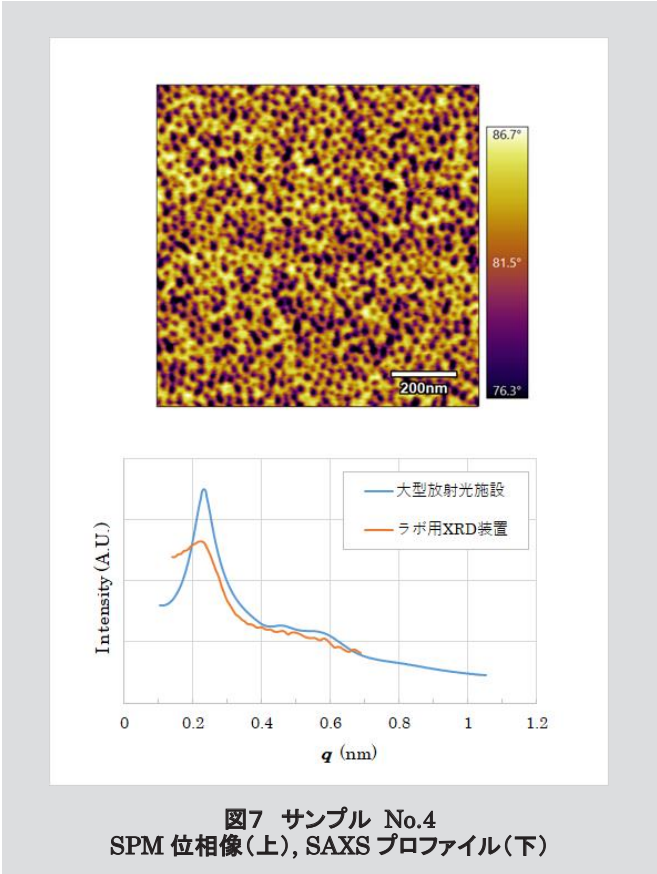 86.7°
81.5°
76.3°
200nm
大型放射光施設
ラボ用XRD装置
Intensity (A.U.)
0 0.2 0.4 0.6 0.8 1 1.2
q (nm)
図7 サンプル No.4
SPM 位相像(上), SAXS プロファイル(下)